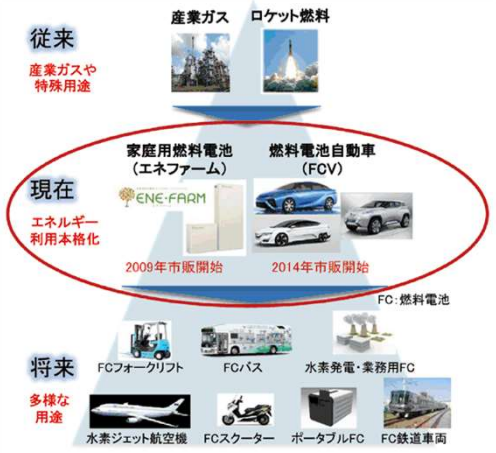 従来
産業ガスや
特殊用途
産業ガス
ロケット燃料
現在
エネルギー
利用本格化
家庭用燃料電池
(エネファーム)
ENE・FARM
2009年市販開始
燃料電池自動車
(FCV)
2014年市販開始
FC:燃料電池
将来
多様な
用途
FCフォークリフト
FCバス
水素発電・業務用FC
水素ジェット航空機
FCスクーター
ポータブルFC
FC鉄道車両